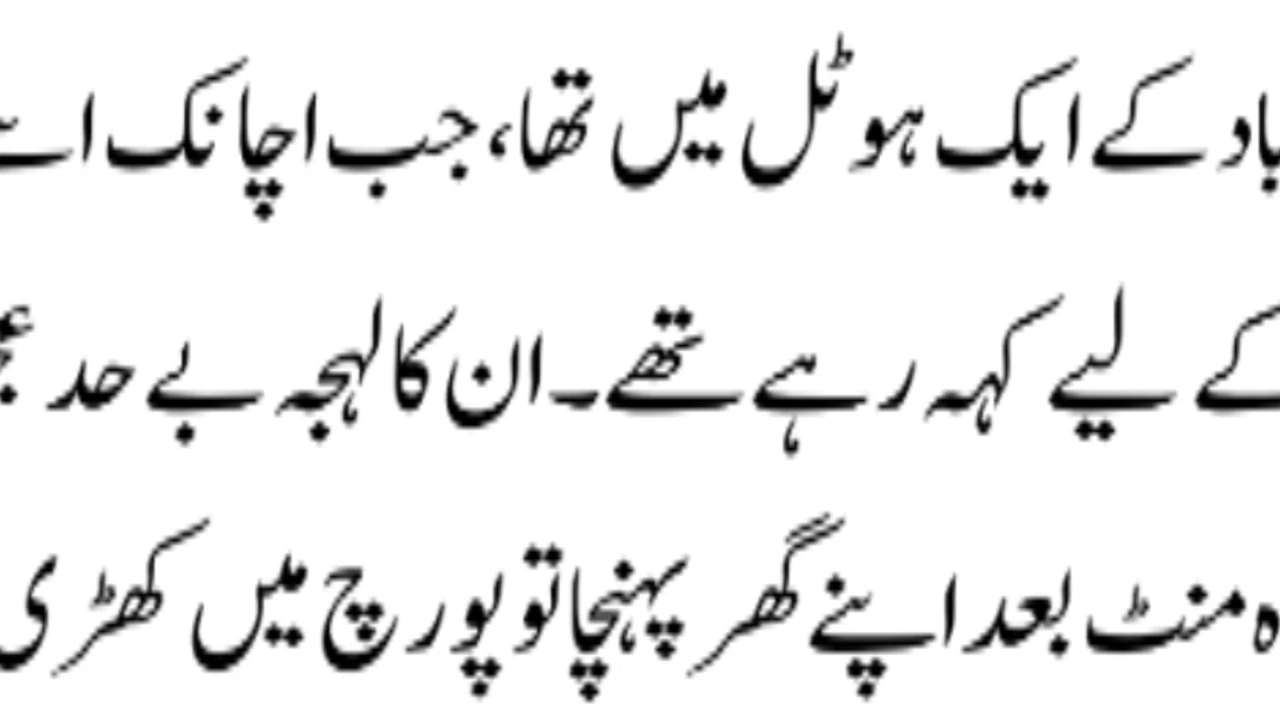 باد کے ایک ہوٹل میں تھا، جب اچانک اسے
کے لیے کہہ رہے تھے۔ ان کا لہجہ بے حد
ہ منٹ بعد اپنے گھر پہنچا تو پورچ میں کھڑی